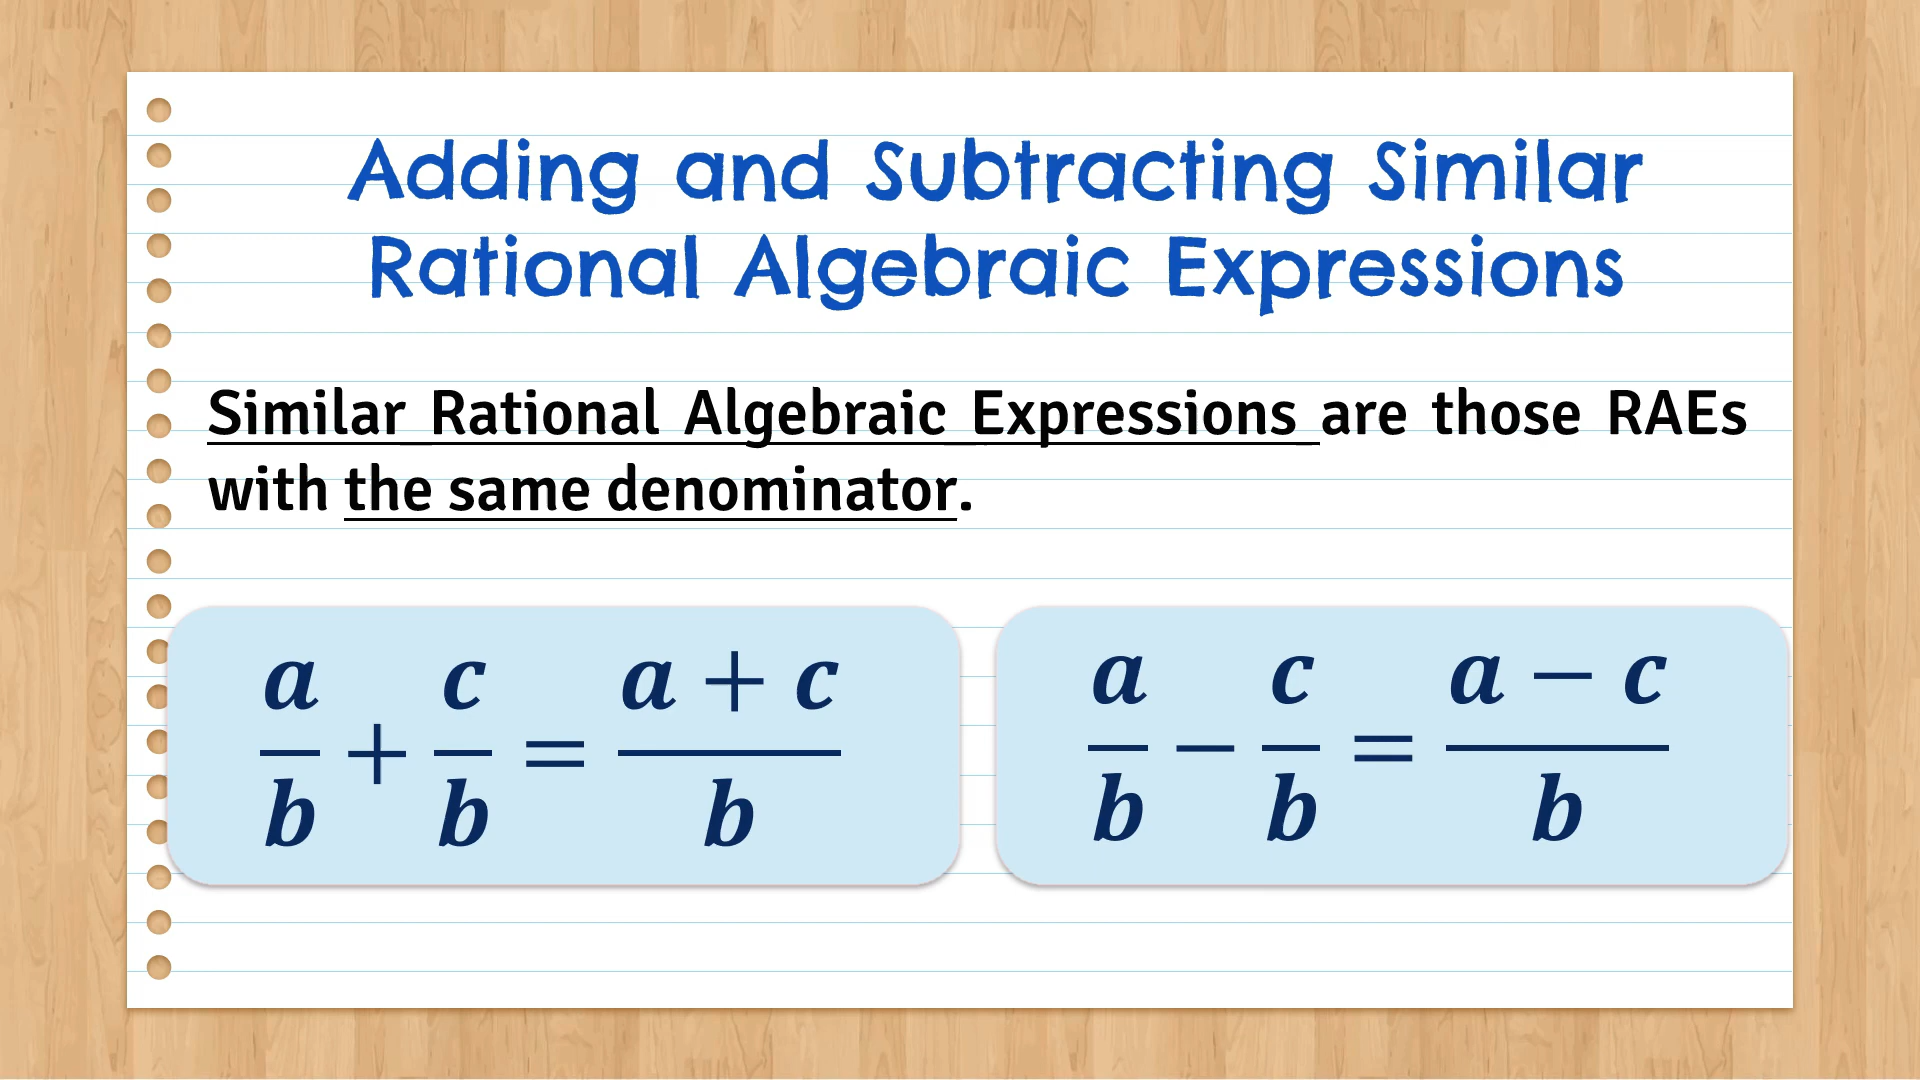 Adding and Subtracting Similar
Rational Algebraic Expressions
Similar Rational Algebraic Expressions are those RAEs
with the same denominator.
a/b + c/b = (a + c)/b
a/b − c/b = (a − c)/b